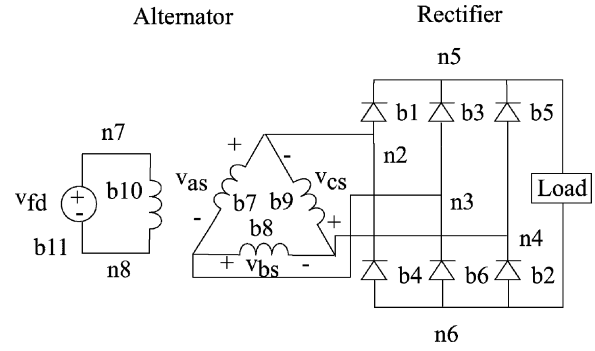 Alternator
Rectifier
n5
b1
b3
b5
n7
n2
+
-
vas
vcs
vfd
+
-
b10
b7
b9
Load
n3
-
b8
+
n4
b11
n8
+
vbs
-
b4
b6
b2
n6